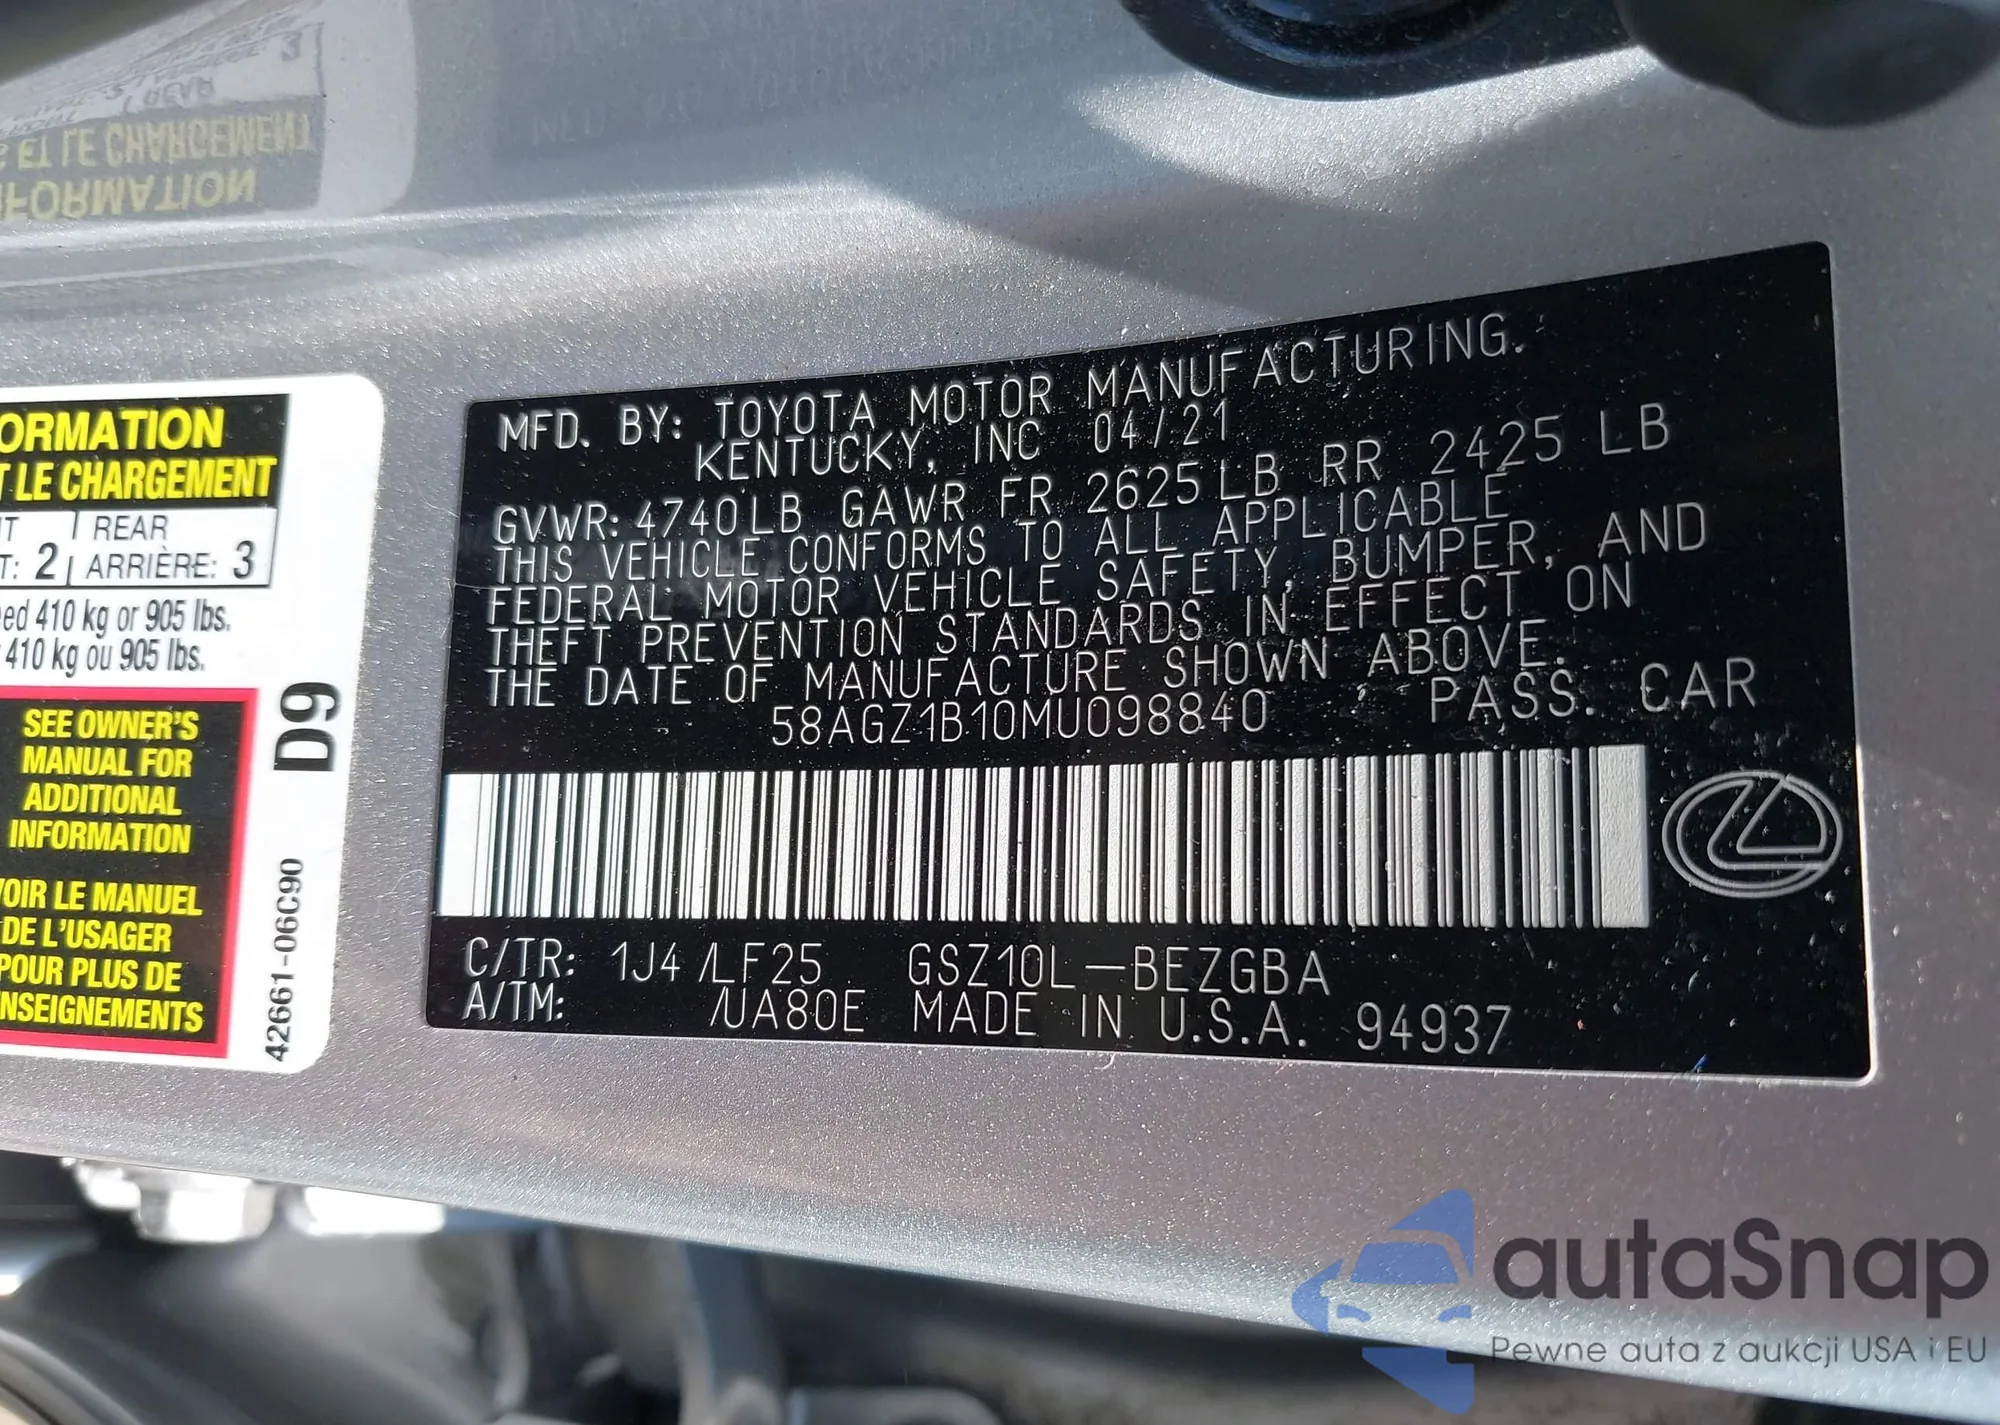 ORMATION
T LE CHARGEMENT
REAR
T: 2 ARRIÈRE: 3
eed 410 kg or 905 lbs.
410 kg ou 905 lbs.
SEE OWNER'S
MANUAL FOR
ADDITIONAL
INFORMATION
VOIR LE MANUEL
DE L'USAGER
POUR PLUS DE
ENSEIGNEMENTS
D9
42661-06C90
MFD. BY: TOYOTA MOTOR MANUFACTURING.
KENTUCKY, INC 04/21
GVWR: 4740LB GAWR FR 2625LB RR 2425 LB
THIS VEHICLE CONFORMS TO ALL APPLICABLE
FEDERAL MOTOR VEHICLE SAFETY, BUMPER, AND
THEFT PREVENTION STANDARDS IN EFFECT ON
THE DATE OF MANUFACTURE SHOWN ABOVE.
58AGZ1B10MU098840 PASS. CAR
C/TR: 1J4 /LF25 GSZ10L-BEZGBA
A/TM: /UA80E MADE IN U.S.A. 94937
autaSnap
Pewne auta z aukcji USA i EU